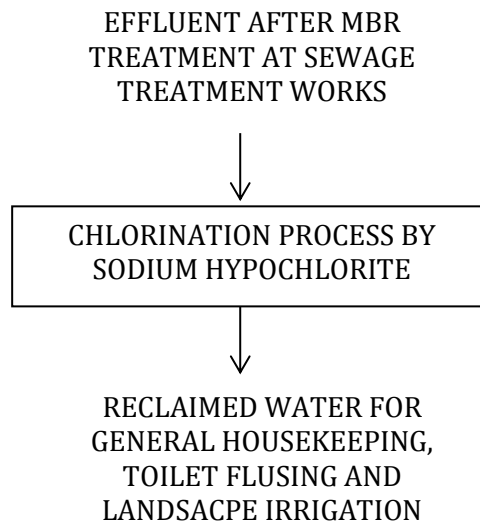 EFFLUENT AFTER MBR
TREATMENT AT SEWAGE
TREATMENT WORKS
CHLORINATION PROCESS BY
SODIUM HYPOCHLORITE
RECLAIMED WATER FOR
GENERAL HOUSEKEEPING,
TOILET FLUSING AND
LANDSACPE IRRIGATION